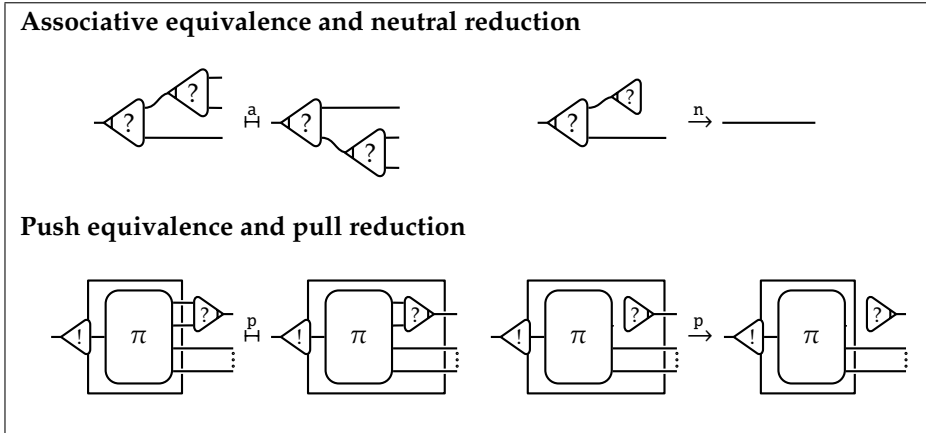 Associative equivalence and neutral reduction
? ? a ? ? ? ? n
Push equivalence and pull reduction
! π ? p ! π ? ! π ? p ! π ?